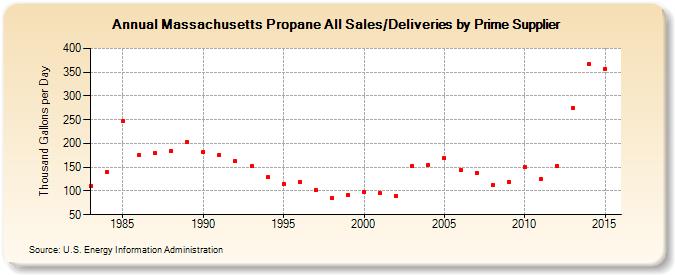 Annual Massachusetts Propane All Sales/Deliveries by Prime Supplier
Thousand Gallons per Day
400
350
300
250
200
150
100
50
1985 1990 1995 2000 2005 2010 2015
Source: U.S. Energy Information Administration